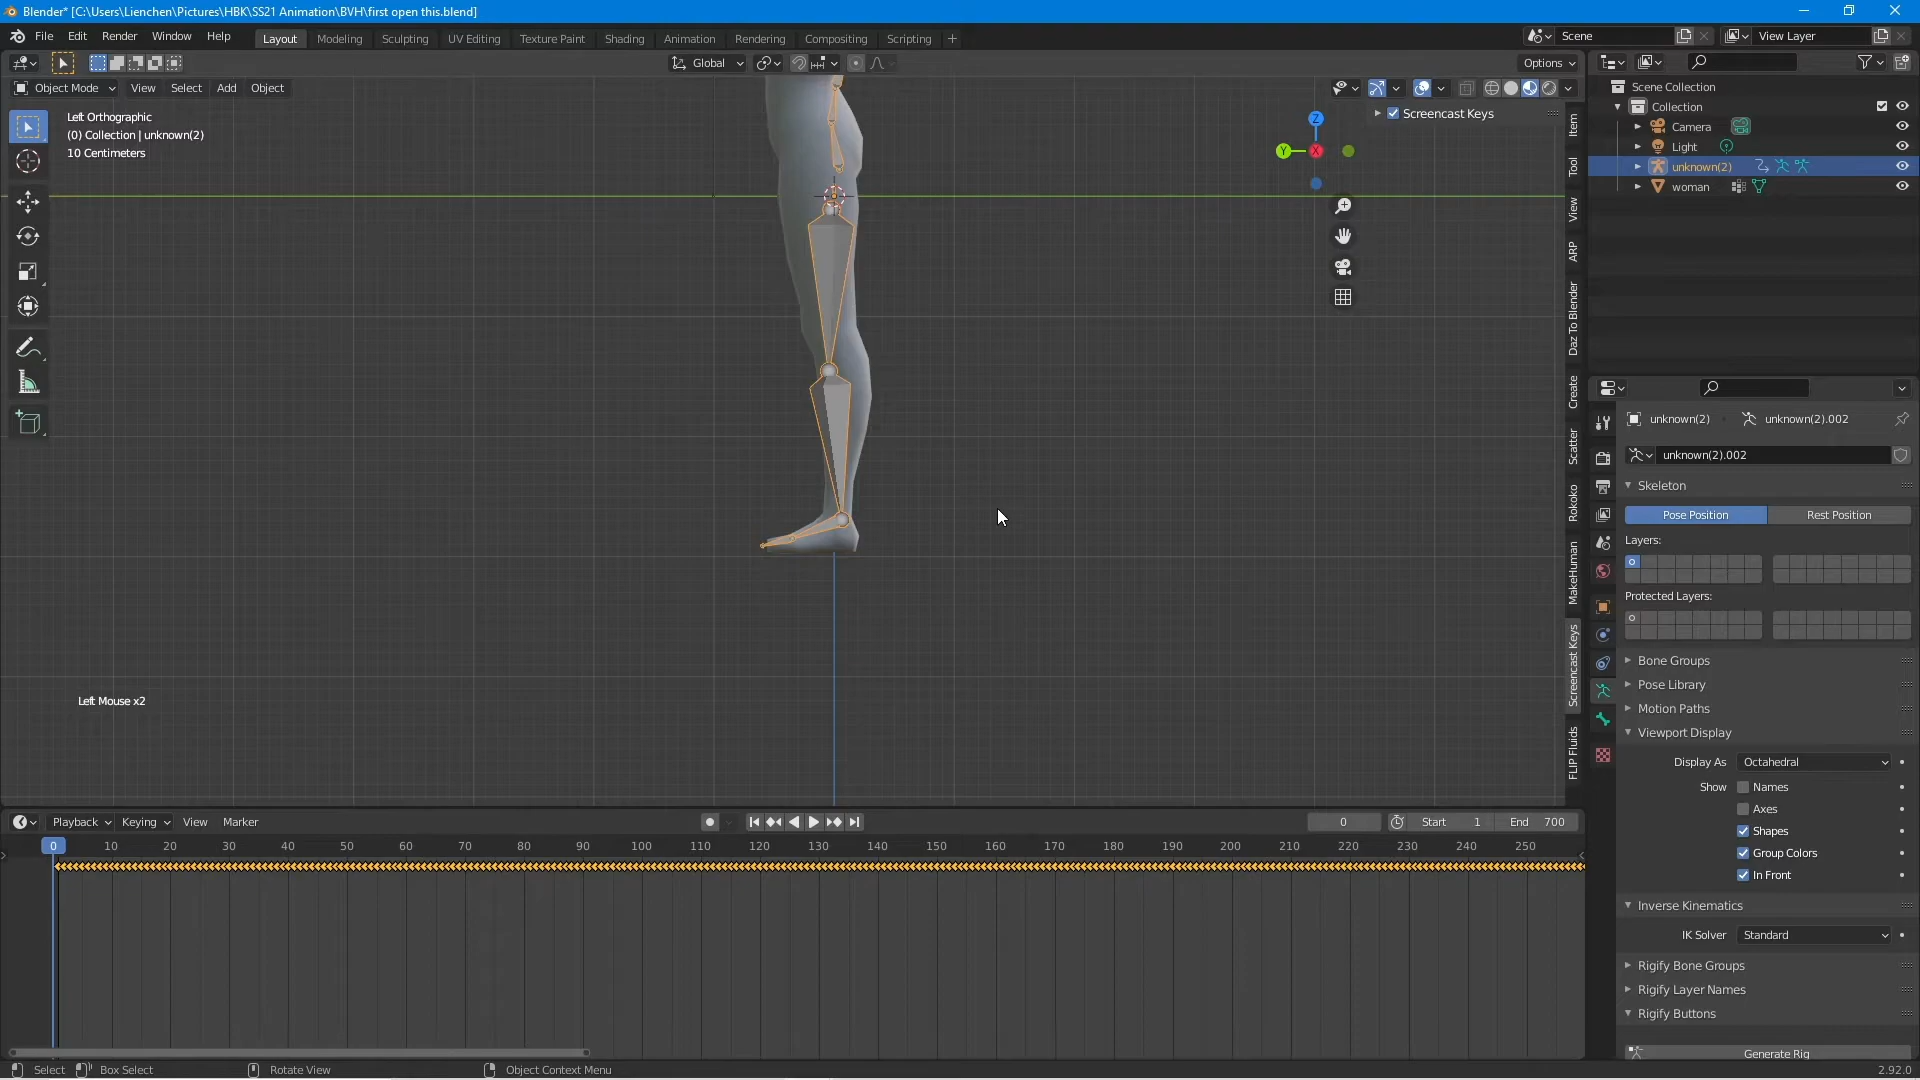 Blender* [C:\Users\Lienchen\Pictures\HBK\SS21 Animation\BVH\first open this.blend]
File Edit Render Window Help Layout Modeling Sculpting UV Editing Texture Paint Shading Animation Rendering Compositing Scripting + Scene View Layer
Global Options
Object Mode View Select Add Object
Left Orthographic
(0) Collection | unknown(2)
10 Centimeters
Screencast Keys
Z
Y
X
Item
Tool
View
ARP
Daz To Blender
Create
Scatter
Rokoko
MakeHuman
Screencast Keys
FLIP Fluids
Left Mouse x2
Scene Collection
Collection
Camera
Light
unknown(2)
woman
unknown(2) unknown(2).002
unknown(2).002
Skeleton
Pose Position Rest Position
Layers:
Protected Layers:
Bone Groups
Pose Library
Motion Paths
Viewport Display
Display As Octahedral
Show Names
Axes
Shapes
Group Colors
In Front
Inverse Kinematics
IK Solver Standard
Rigify Bone Groups
Rigify Layer Names
Rigify Buttons
Generate Rig
Playback Keying View Marker 0 Start 1 End 700
0 10 20 30 40 50 60 70 80 90 100 110 120 130 140 150 160 170 180 190 200 210 220 230 240 250
Select Box Select Rotate View Object Context Menu 2.92.0